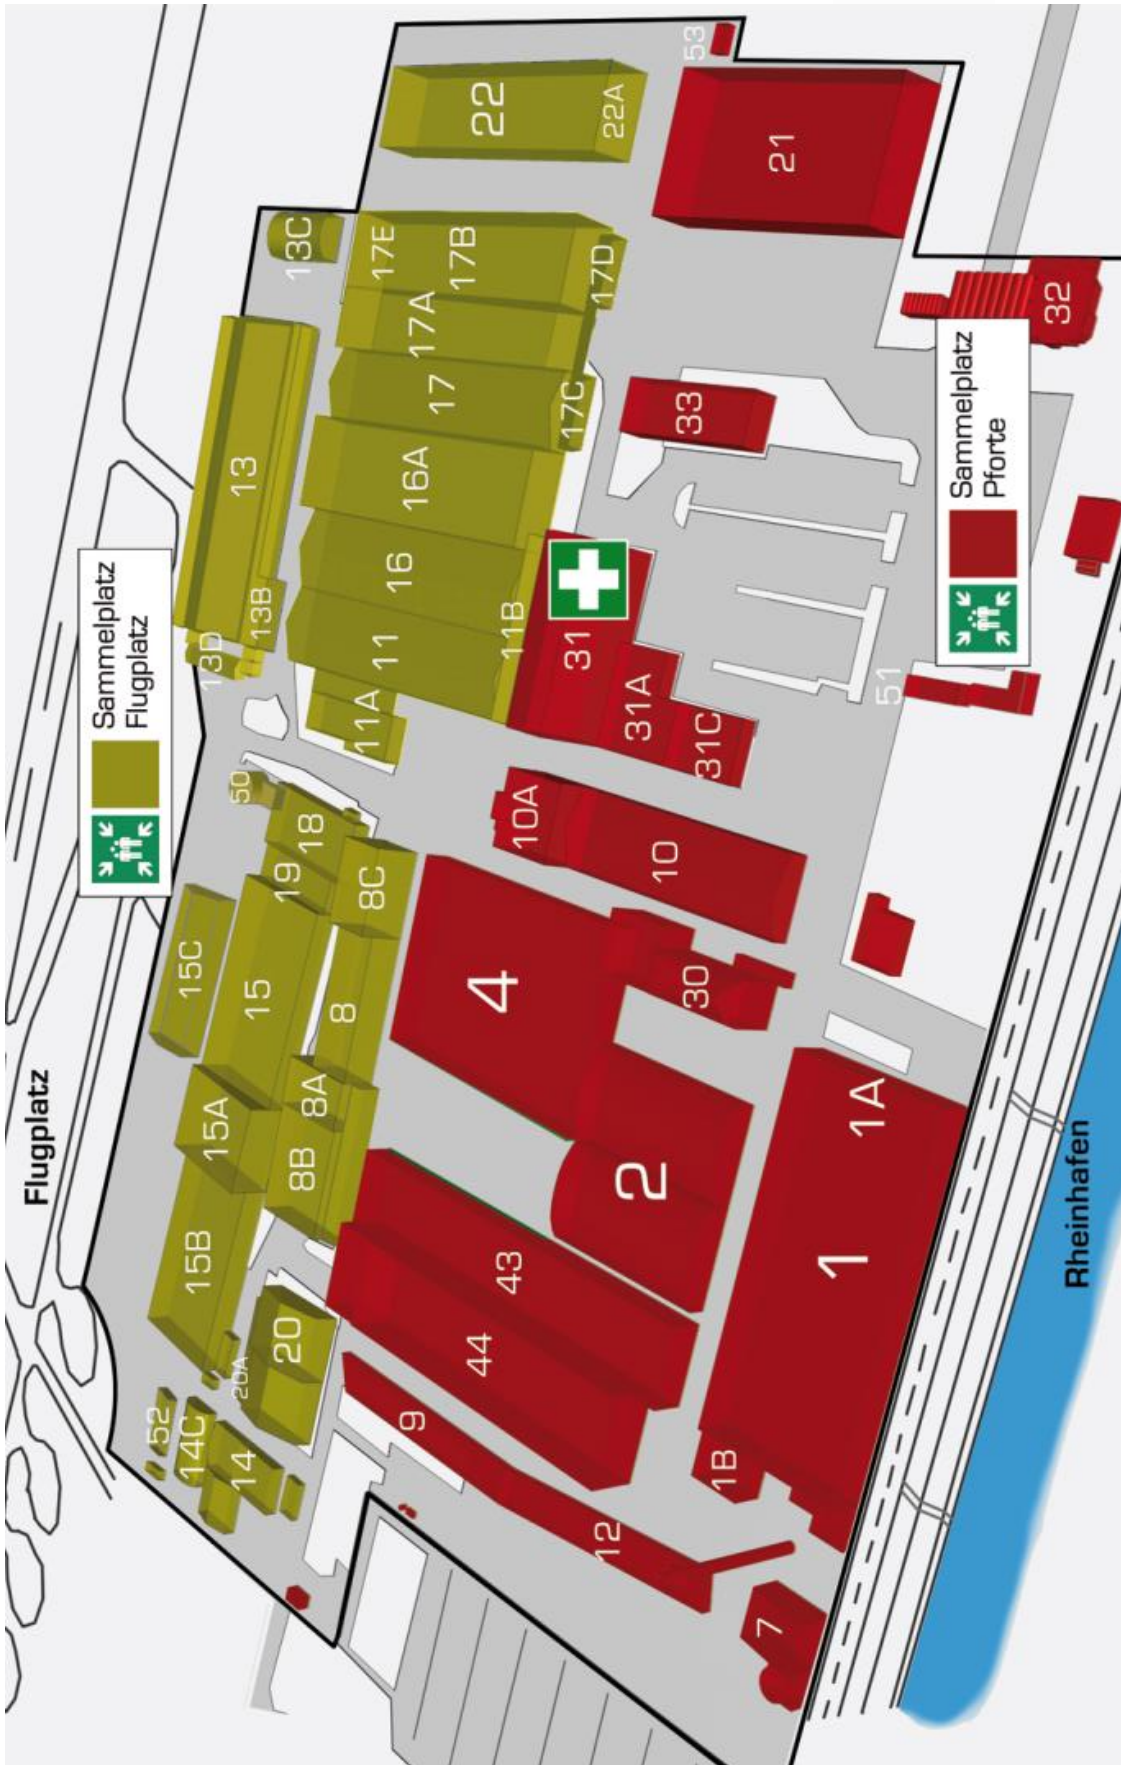 Flugplatz
Sammelplatz
Flugplatz
52
14C
15B
15C
13D
15A
14
20A
50
13
15
13B
20
19
13C
8B
18
8A
8
11A
8C
17E
11
16
9
16A
17A
17
17B
44
22
4
43
11B
10A
17C
31
17D
12
22A
31A
2
10
33
53
30
31C
1B
7
21
1
1A
51
Sammelplatz
Pforte
32
Rheinhafen